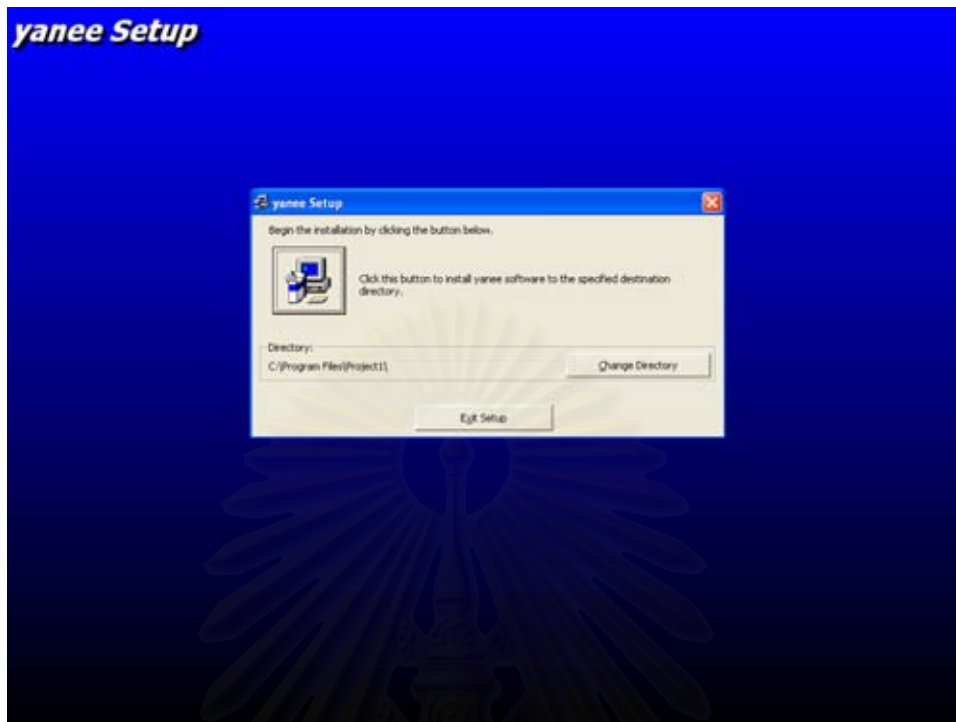 yanee Setup
yanee Setup
Begin the installation by clicking the button below.
Click this button to install yanee software to the specified destination
directory.
Directory:
C:\Program Files\Project1\
Change Directory
Exit Setup